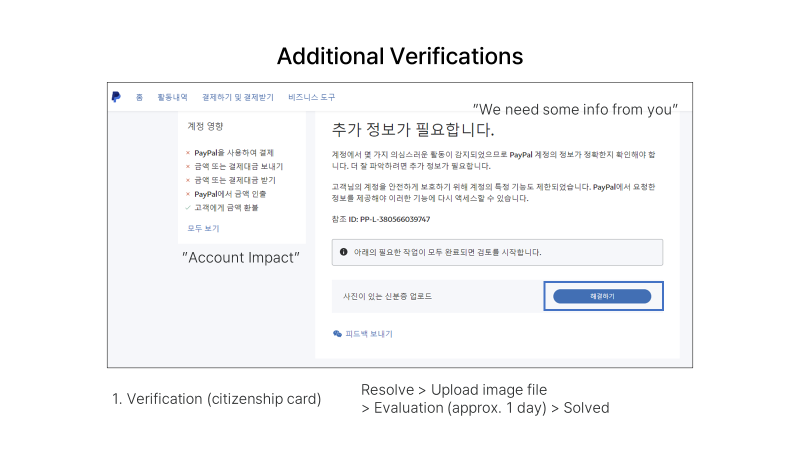 Additional Verifications
홈 활동내역 결제하기 및 결제받기 비즈니스 도구
"We need some info from you"
계정 영향
× PayPal을 사용하여 결제
× 금액 또는 결제대금 보내기
× 금액 또는 결제대금 받기
× PayPal에서 금액 인출
✓ 고객에게 금액 환불
모두 보기
"Account Impact"
추가 정보가 필요합니다.
계정에서 몇 가지 의심스러운 활동이 감지되었으므로 PayPal 계정의 정보가 정확한지 확인해야 합
니다. 더 잘 파악하려면 추가 정보가 필요합니다.
고객님의 계정을 안전하게 보호하기 위해 계정의 특정 기능도 제한되었습니다. PayPal에서 요청한
정보를 제공해야 이러한 기능에 다시 액세스할 수 있습니다.
참조 ID: PP-L-380566039747
아래의 필요한 작업이 모두 완료되면 검토를 시작합니다.
사진이 있는 신분증 업로드
해결하기
피드백 보내기
1. Verification (citizenship card)
Resolve > Upload image file
> Evaluation (approx. 1 day) > Solved